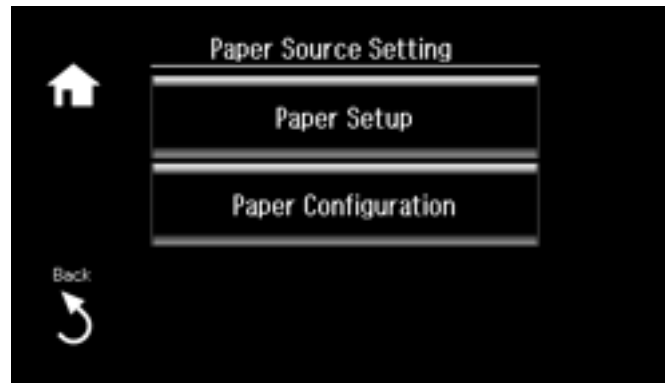 Paper Source Setting
Paper Setup
Paper Configuration
Back